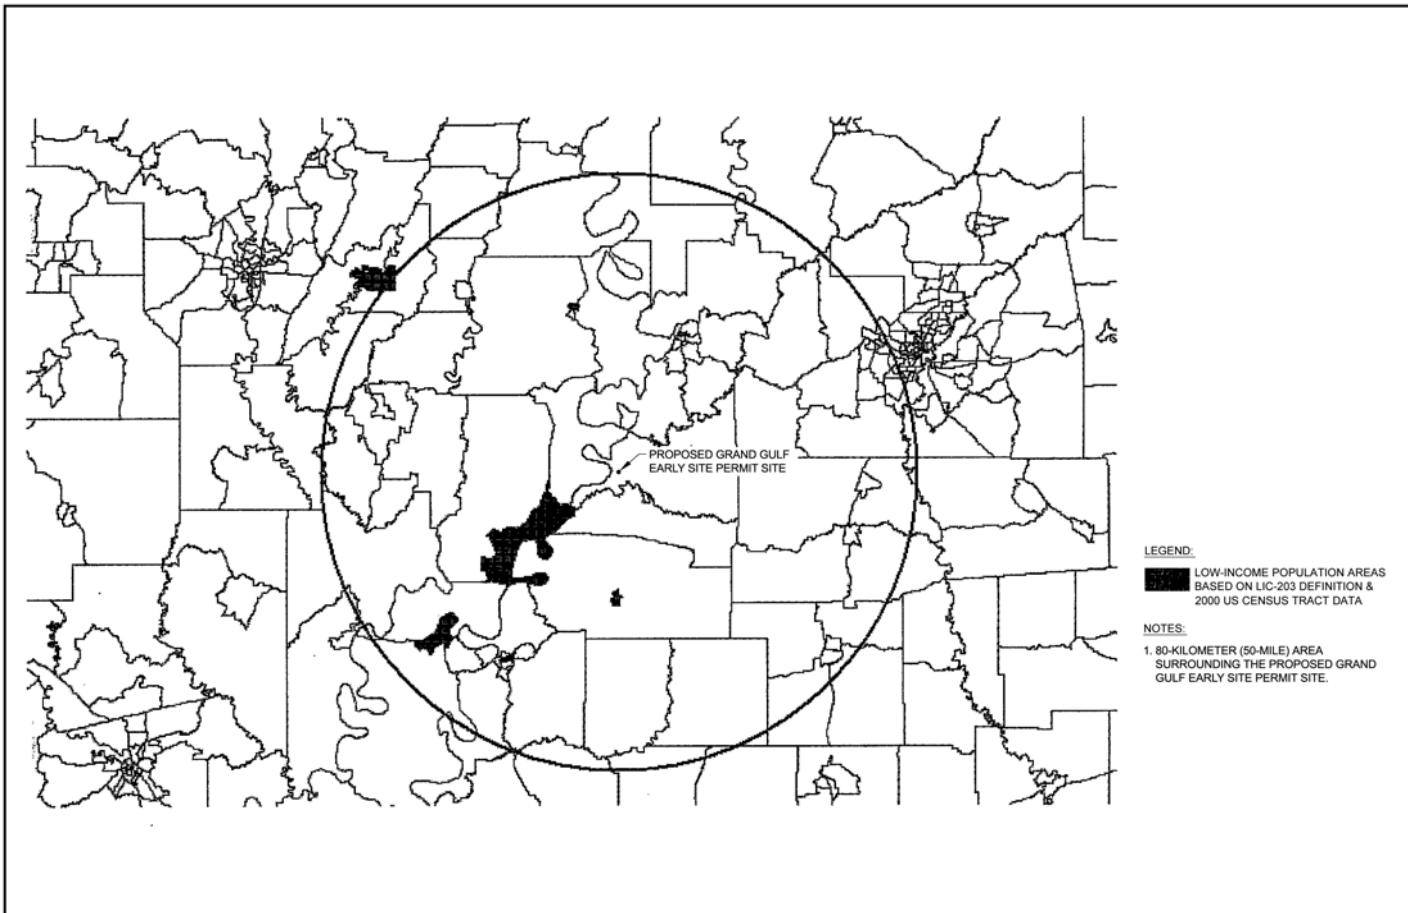 PROPOSED GRAND GULF
EARLY SITE PERMIT SITE
LEGEND:
LOW-INCOME POPULATION AREAS
BASED ON LIC-203 DEFINITION &
2000 US CENSUS TRACT DATA
NOTES:
1. 80-KILOMETER (50-MILE) AREA
SURROUNDING THE PROPOSED GRAND
GULF EARLY SITE PERMIT SITE.